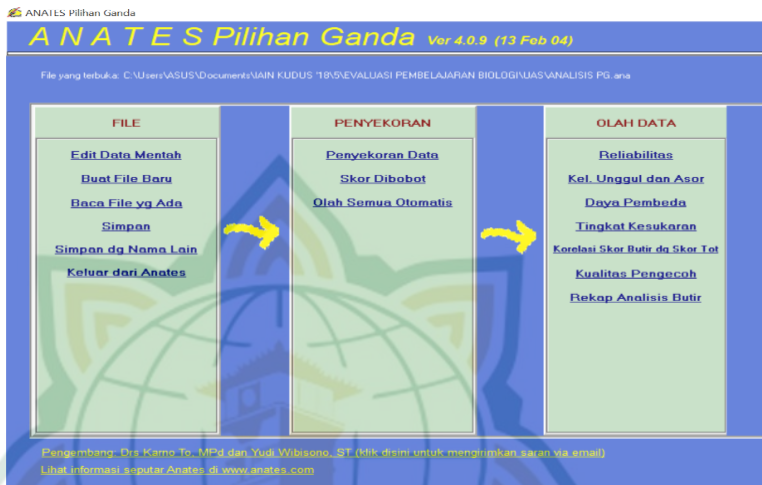 ANATES Pilihan Ganda
A N A T E S Pilihan Ganda Ver 4.0.9 (13 Feb 04)
File yang terbuka: C:\Users\ASUS\Documents\IAIN KUDUS '18\5\EVALUASI PEMBELAJARAN BIOLOGI\UAS\ANALISIS PG.ana
FILE
Edit Data Mentah
Buat File Baru
Baca File yg Ada
Simpan
Simpan dg Nama Lain
Keluar dari Anates
PENYEKORAN
Penyekoran Data
Skor Dibobot
Olah Semua Otomatis
OLAH DATA
Reliabilitas
Kel. Unggul dan Asor
Daya Pembeda
Tingkat Kesukaran
Korelasi Skor Butir dg Skor Tot
Kualitas Pengecoh
Rekap Analisis Butir
Pengembang: Drs Karno To, MPd dan Yudi Wibisono, ST (klik disini untuk mengirimkan saran via email)
Lihat informasi seputar Anates di www.anates.com